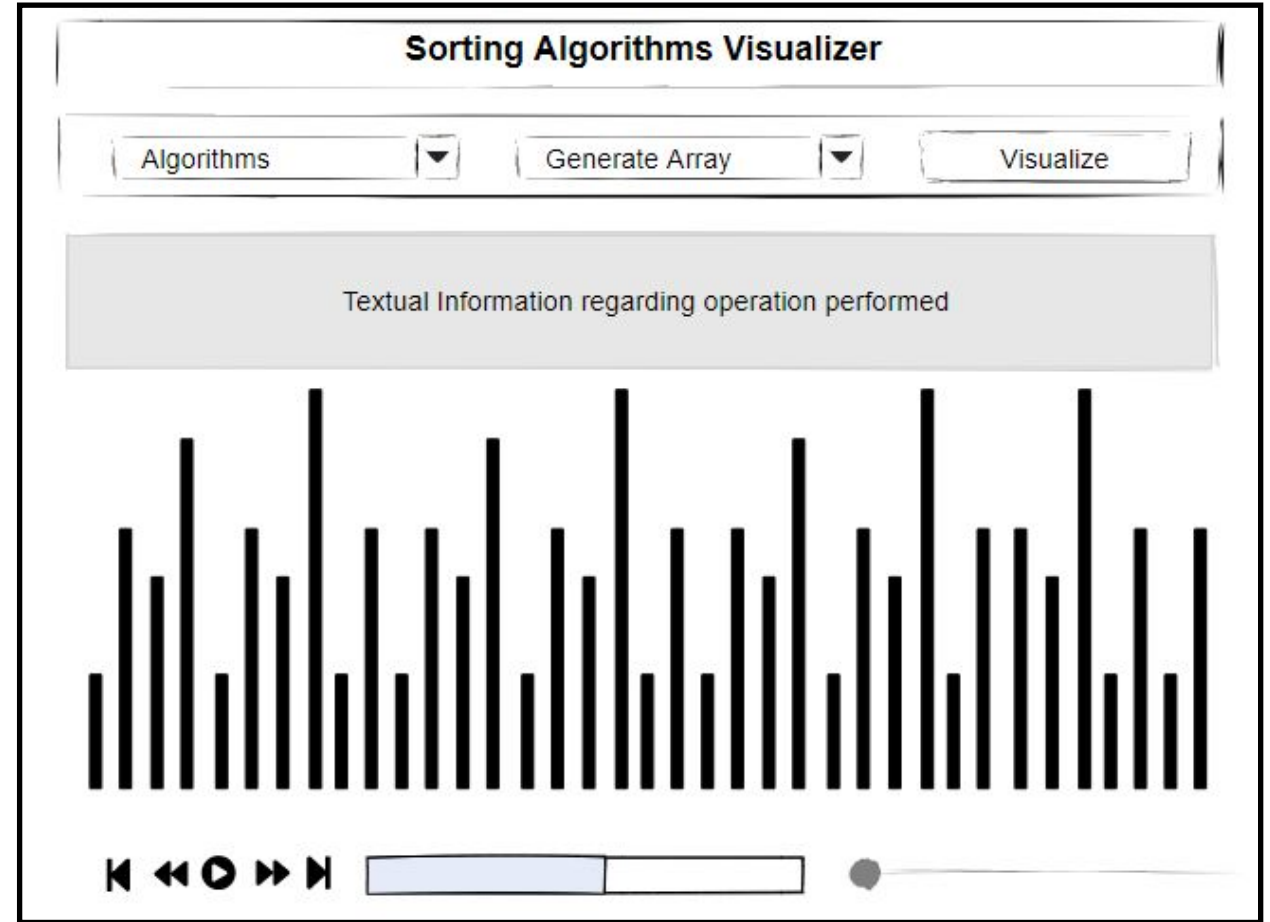 Sorting Algorithms Visualizer
Algorithms
Generate Array
Visualize
Textual Information regarding operation performed